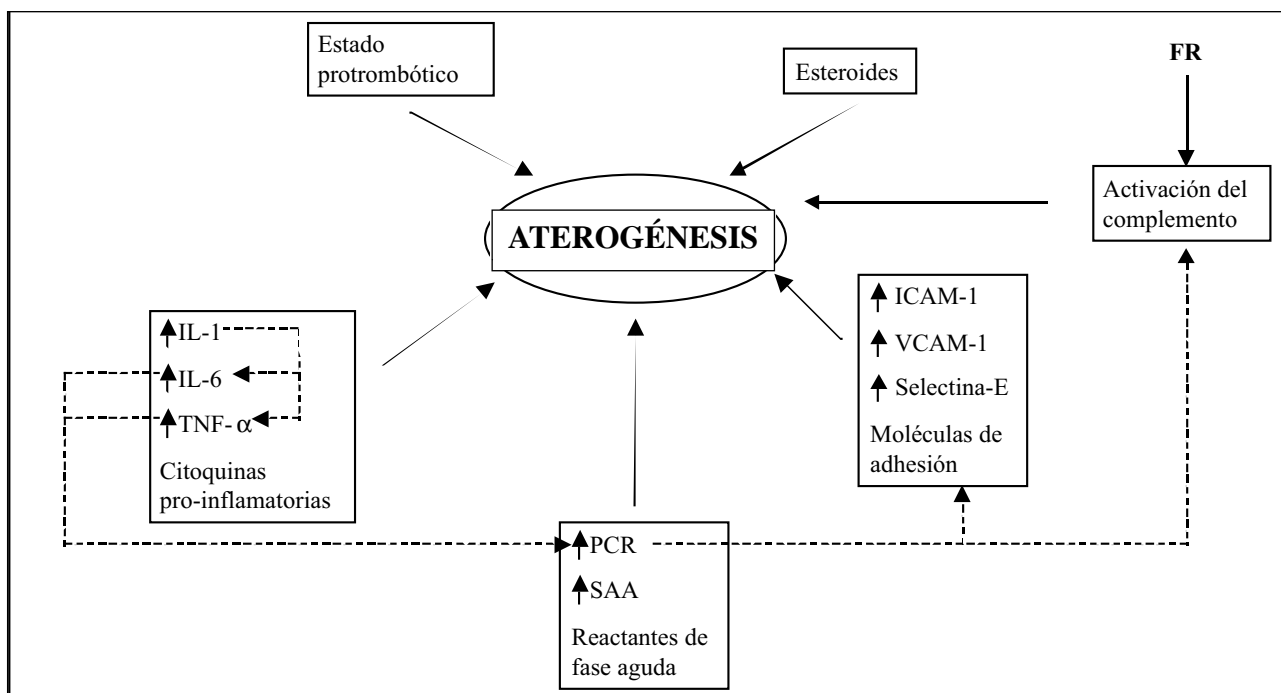 Estado
protrombótico
Esteroides
FR
Activación del
complemento
ATEROGÉNESIS
IL-1
IL-6
TNF- α
Citoquinas
pro-inflamatorias
ICAM-1
VCAM-1
Selectina-E
Moléculas de
adhesión
PCR
SAA
Reactantes de
fase aguda